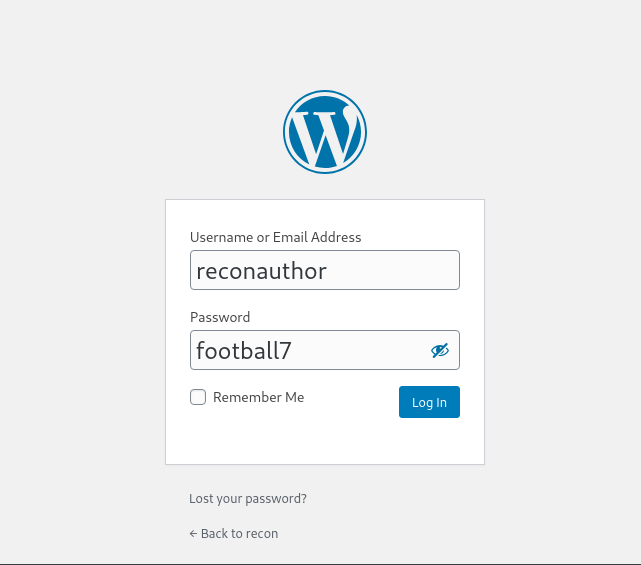 Username or Email Address
reconauthor
Password
football7
Remember Me
Log In
Lost your password?
← Back to recon